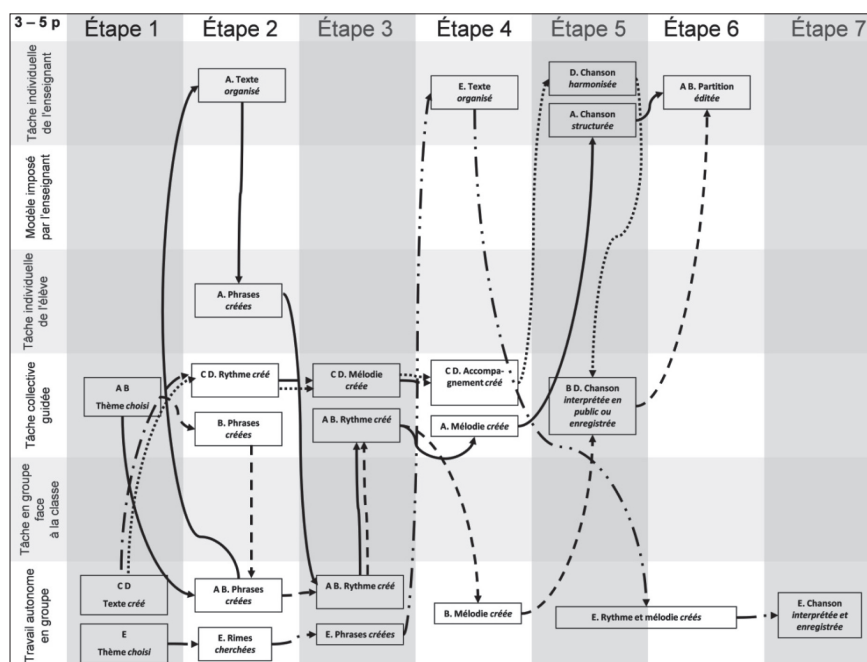 3 – 5 p
Étape 1
Étape 2
Étape 3
Étape 4
Étape 5
Étape 6
Étape 7
Tâche individuelle
de l'enseignant
A. Texte
organisé
E. Texte
organisé
D. Chanson
harmonisée
A. Chanson
structurée
A B. Partition
éditée
Modèle imposé
par l'enseignant
Tâche individuelle
de l'élève
A. Phrases
créées
Tâche collective
guidée
A B
Thème choisi
C D. Rythme créé
B. Phrases
créées
C D. Mélodie
créée
A B. Rythme créé
C D. Accompa-
gnement créé
A. Mélodie créée
B D. Chanson
interprétée en
public ou
enregistrée
Tâche en groupe
face
à la classe
Travail autonome
en groupe
C D
Texte créé
E
Thème choisi
A B. Phrases
créées
E. Rimes
cherchées
A B. Rythme créé
E. Phrases créées
B. Mélodie créée
E. Rythme et mélodie créés
E. Chanson
interprétée et
enregistrée